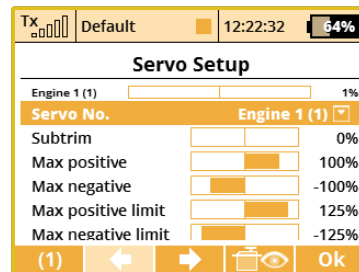 Tx Default 12:22:32 64%
Servo Setup
Engine 1 (1) 1%
Servo No. Engine 1 (1)
Subtrim 0%
Max positive 100%
Max negative -100%
Max positive limit 125%
Max negative limit -125%
(1) Ok